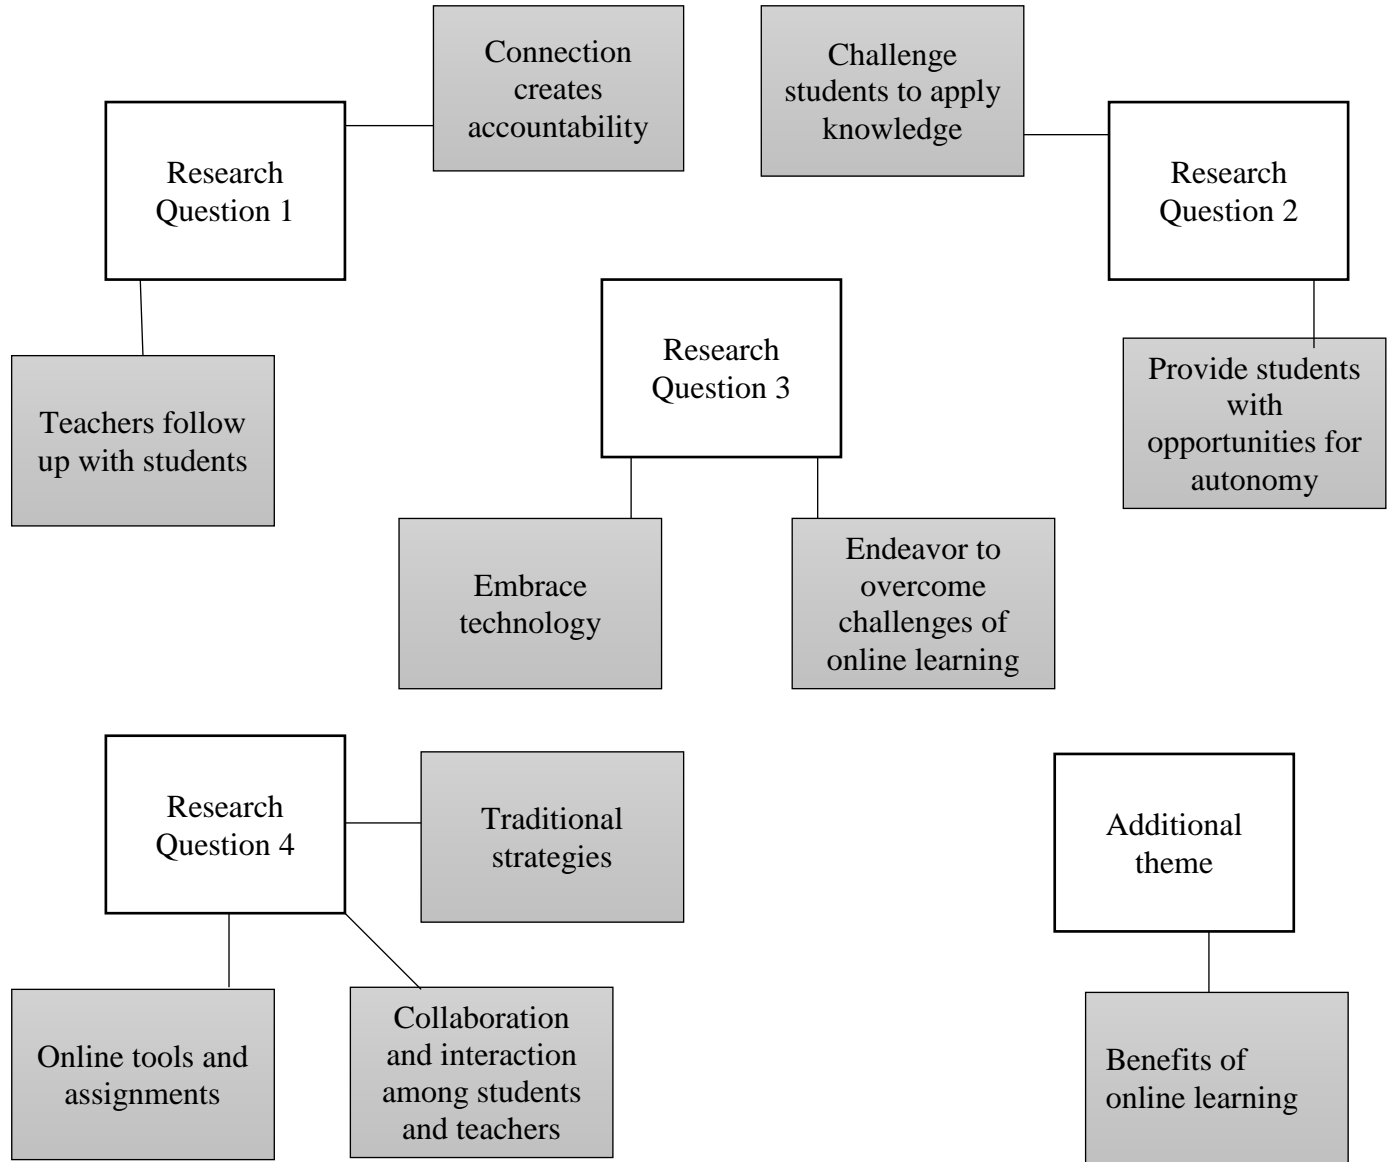 Connection
creates
accountability
Challenge
students to apply
knowledge
Research
Question 1
Research
Question 2
Research
Question 3
Teachers follow
up with students
Provide students
with
opportunities for
autonomy
Embrace
technology
Endeavor to
overcome
challenges of
online learning
Research
Question 4
Traditional
strategies
Additional
theme
Online tools and
assignments
Collaboration
and interaction
among students
and teachers
Benefits of
online learning